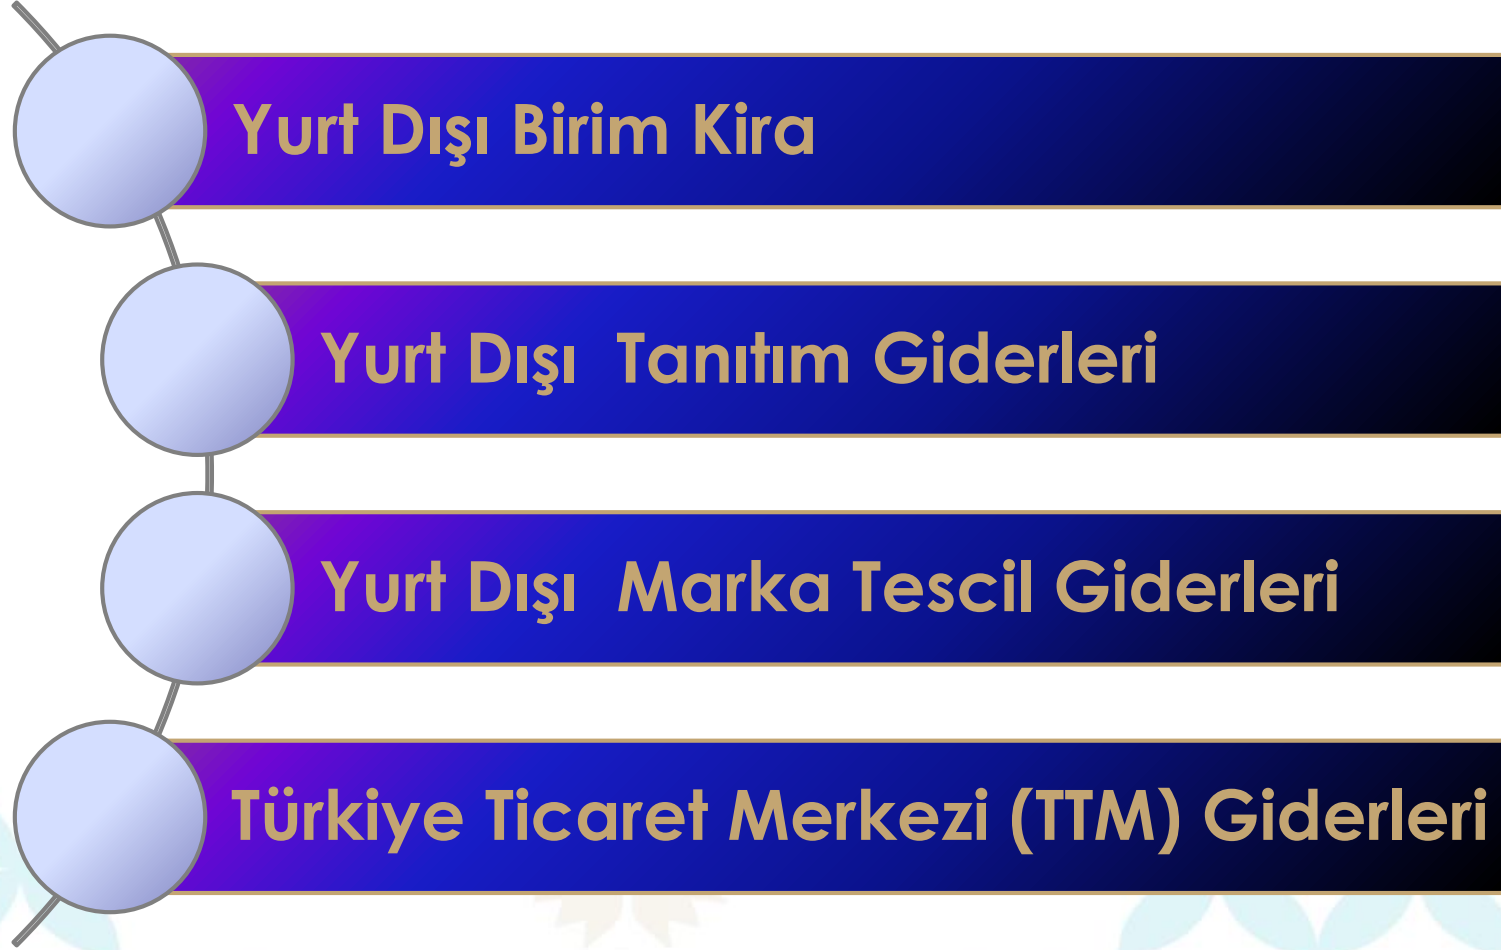 Yurt Dışı Birim Kira
Yurt Dışı Tanıtım Giderleri
Yurt Dışı Marka Tescil Giderleri
Türkiye Ticaret Merkezi (TTM) Giderleri